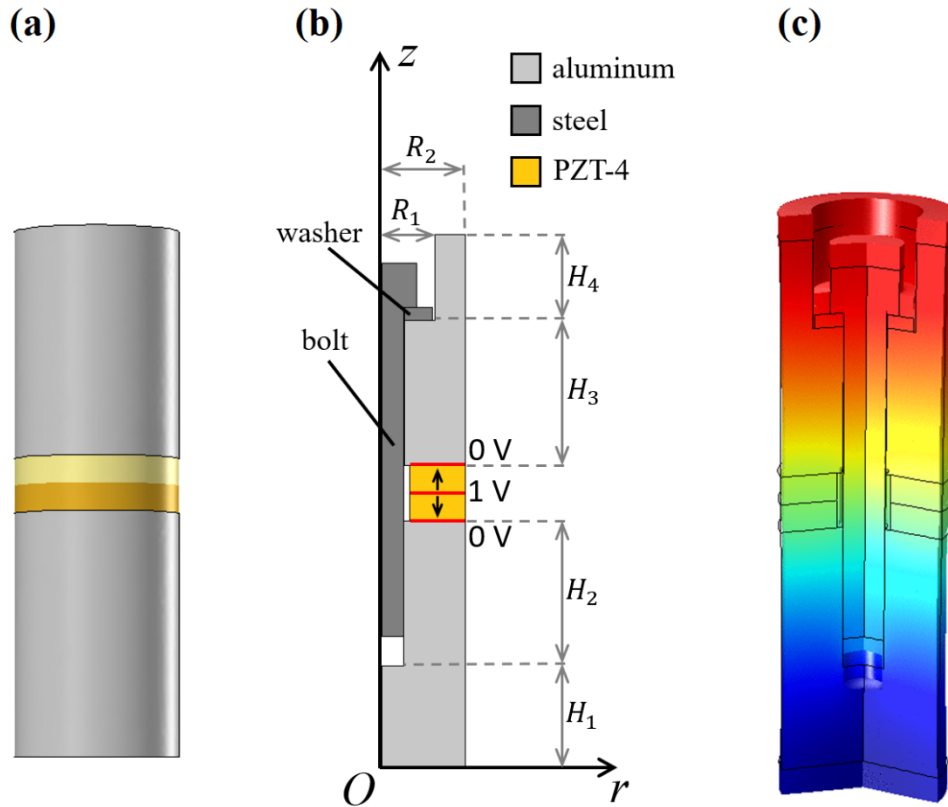 (a)
(b)
(c)
z
aluminum
steel
PZT-4
R₂
R₁
washer
H₄
bolt
H₃
0 V
1 V
0 V
H₂
H₁
O
r